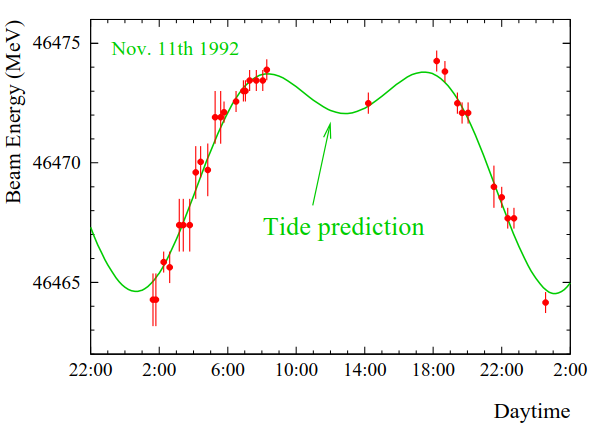 Beam Energy (MeV)
46475
46470
46465
Nov. 11th 1992
Tide prediction
22:00 2:00 6:00 10:00 14:00 18:00 22:00 2:00
Daytime